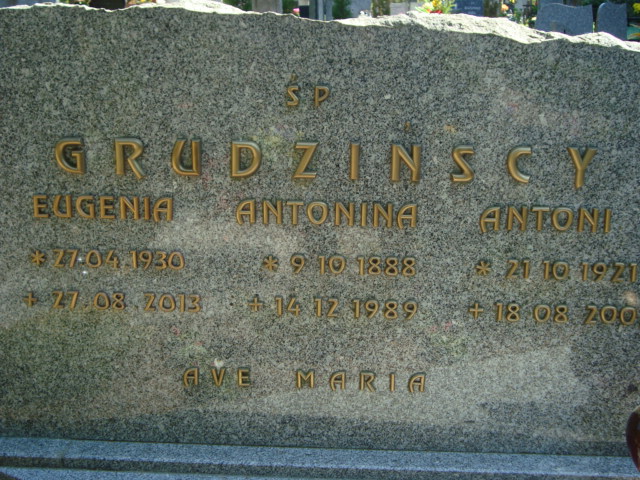 ŚP
GRUDZIŃSCY
EUGENIA ANTONINA ANTONI
* 27.04.1930 * 9 10 1888 * 21 10 1921
+ 27.08.2013 + 14 12 1989 + 18 08
AVE MARIA